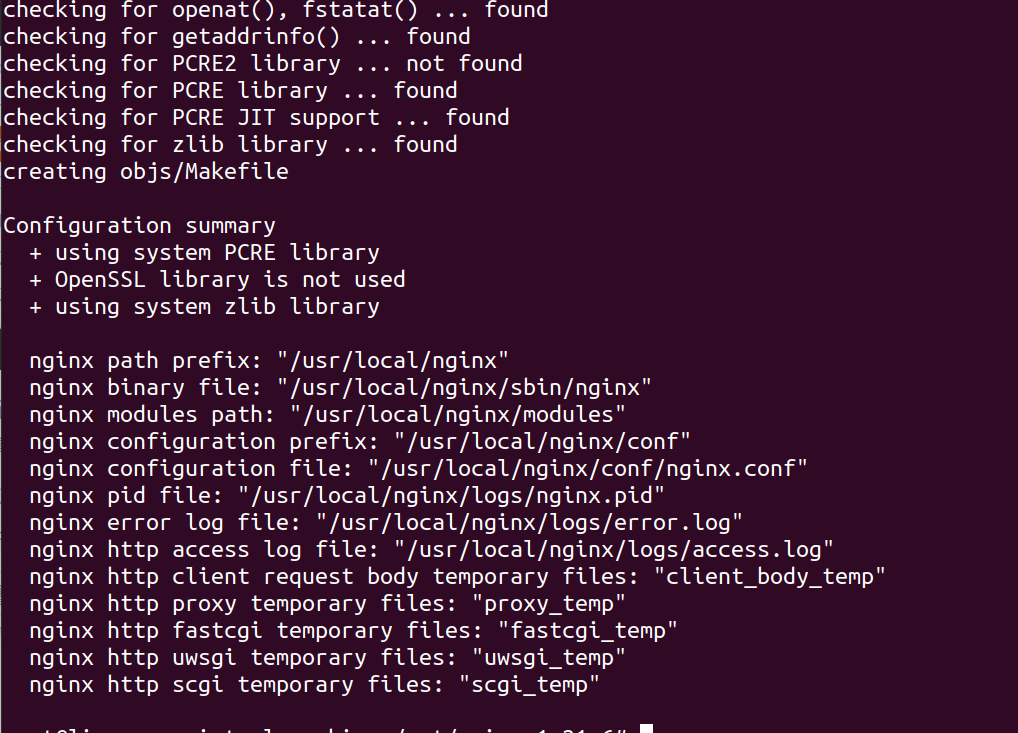 checking for openat(), fstatat() ... found
checking for getaddrinfo() ... found
checking for PCRE2 library ... not found
checking for PCRE library ... found
checking for PCRE JIT support ... found
checking for zlib library ... found
creating objs/Makefile
Configuration summary
+ using system PCRE library
+ OpenSSL library is not used
+ using system zlib library
nginx path prefix: "/usr/local/nginx"
nginx binary file: "/usr/local/nginx/sbin/nginx"
nginx modules path: "/usr/local/nginx/modules"
nginx configuration prefix: "/usr/local/nginx/conf"
nginx configuration file: "/usr/local/nginx/conf/nginx.conf"
nginx pid file: "/usr/local/nginx/logs/nginx.pid"
nginx error log file: "/usr/local/nginx/logs/error.log"
nginx http access log file: "/usr/local/nginx/logs/access.log"
nginx http client request body temporary files: "client_body_temp"
nginx http proxy temporary files: "proxy_temp"
nginx http fastcgi temporary files: "fastcgi_temp"
nginx http uwsgi temporary files: "uwsgi_temp"
nginx http scgi temporary files: "scgi_temp"